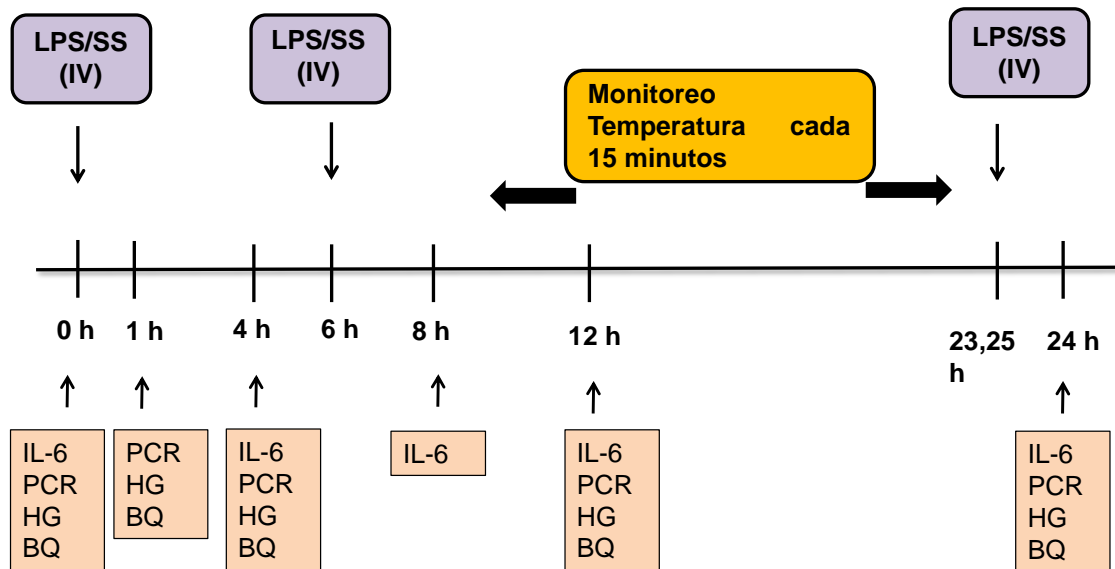 LPS/SS
(IV)
LPS/SS
(IV)
LPS/SS
(IV)
Monitoreo
Temperatura cada
15 minutos
0 h
1 h
4 h
6 h
8 h
12 h
23,25
h
24 h
IL-6
PCR
HG
BQ
PCR
HG
BQ
IL-6
PCR
HG
BQ
IL-6
IL-6
PCR
HG
BQ
IL-6
PCR
HG
BQ